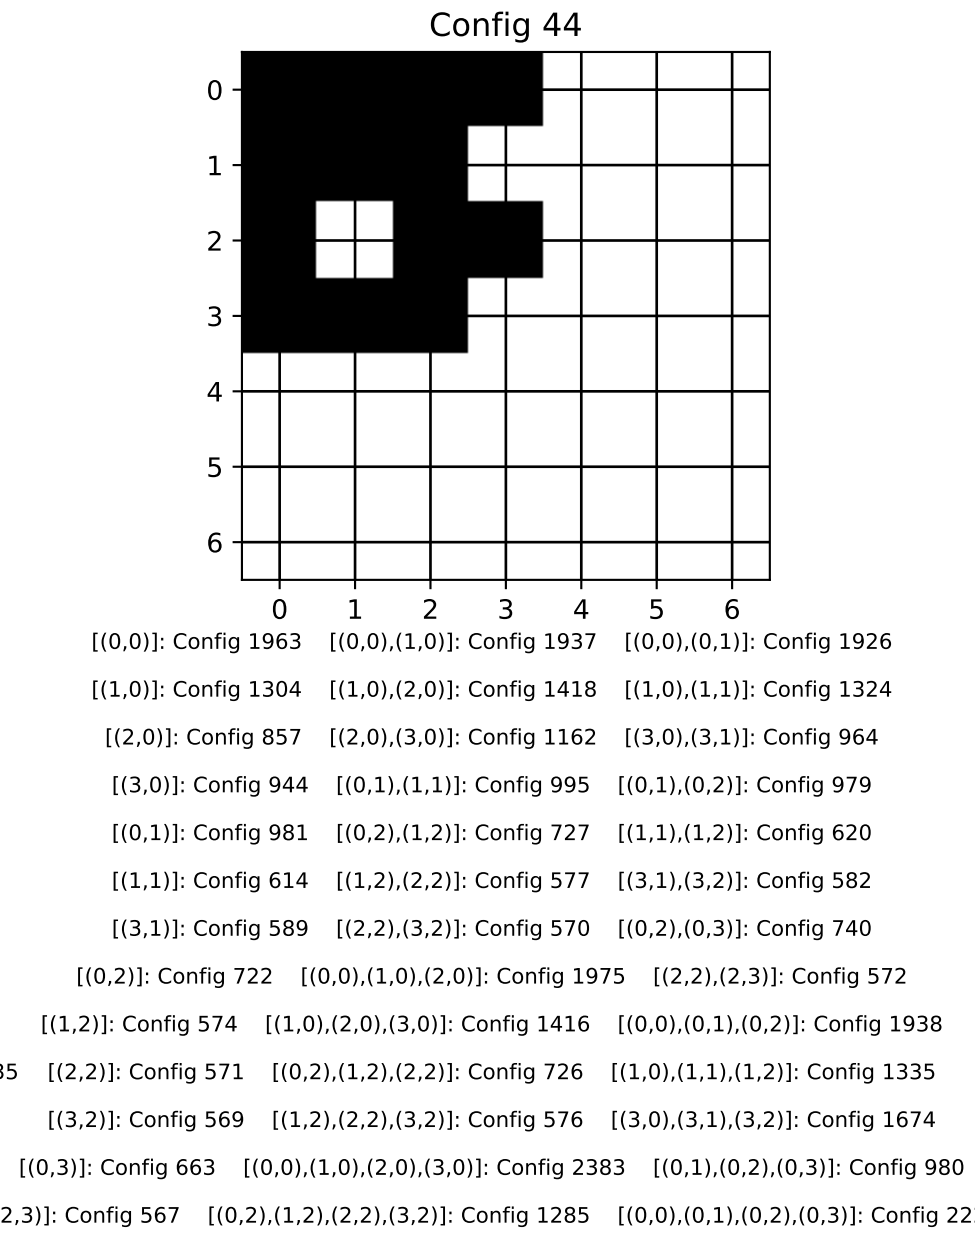 Config 44
0
1
2
3
4
5
6
0 1 2 3 4 5 6
[(0,0)]: Config 1963 [(0,0),(1,0)]: Config 1937 [(0,0),(0,1)]: Config 1926
[(1,0)]: Config 1304 [(1,0),(2,0)]: Config 1418 [(1,0),(1,1)]: Config 1324
[(2,0)]: Config 857 [(2,0),(3,0)]: Config 1162 [(3,0),(3,1)]: Config 964
[(3,0)]: Config 944 [(0,1),(1,1)]: Config 995 [(0,1),(0,2)]: Config 979
[(0,1)]: Config 981 [(0,2),(1,2)]: Config 727 [(1,1),(1,2)]: Config 620
[(1,1)]: Config 614 [(1,2),(2,2)]: Config 577 [(3,1),(3,2)]: Config 582
[(3,1)]: Config 589 [(2,2),(3,2)]: Config 570 [(0,2),(0,3)]: Config 740
[(0,2)]: Config 722 [(0,0),(1,0),(2,0)]: Config 1975 [(2,2),(2,3)]: Config 572
[(1,2)]: Config 574 [(1,0),(2,0),(3,0)]: Config 1416 [(0,0),(0,1),(0,2)]: Config 1938
[(2,2)]: Config 571 [(0,2),(1,2),(2,2)]: Config 726 [(1,0),(1,1),(1,2)]: Config 1335
[(3,2)]: Config 569 [(1,2),(2,2),(3,2)]: Config 576 [(3,0),(3,1),(3,2)]: Config 1674
[(0,3)]: Config 663 [(0,0),(1,0),(2,0),(3,0)]: Config 2383 [(0,1),(0,2),(0,3)]: Config 980
2,3)]: Config 567 [(0,2),(1,2),(2,2),(3,2)]: Config 1285 [(0,0),(0,1),(0,2),(0,3)]: Config 22